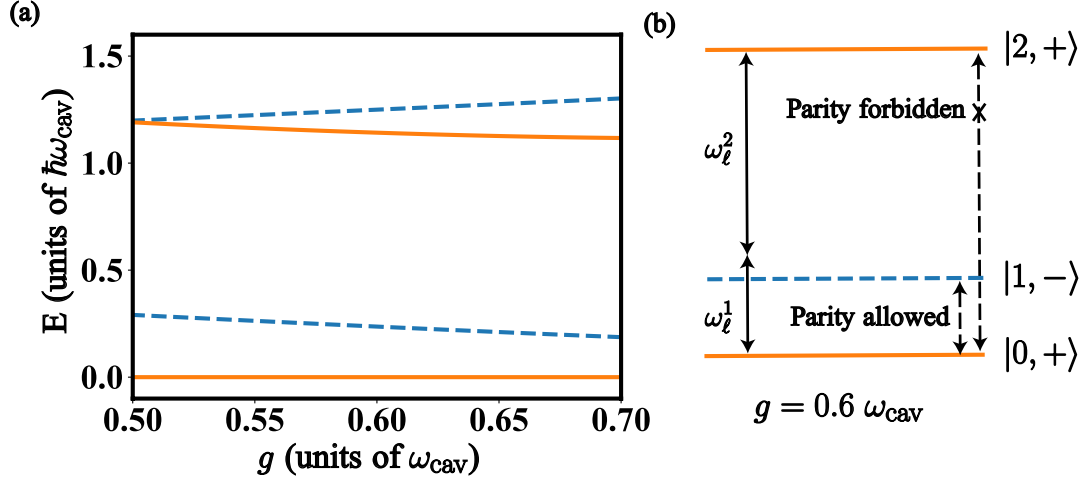 (a)
E (units of ℏω_cav)
1.5
1.0
0.5
0.0
0.50
0.55
0.60
0.65
0.70
g (units of ω_cav)
(b)
|2, +⟩
Parity forbidden
ω_ℓ^2
|1, −⟩
ω_ℓ^1
Parity allowed
|0, +⟩
g = 0.6 ω_cav